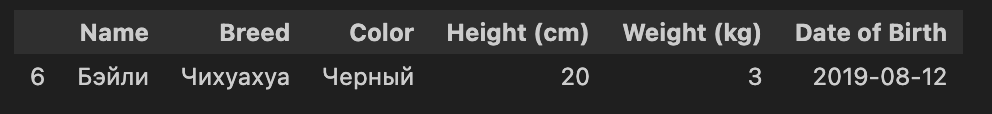 Name Breed Color Height (cm) Weight (kg) Date of Birth
6 Бэйли Чихуахуа Черный 20 3 2019-08-12